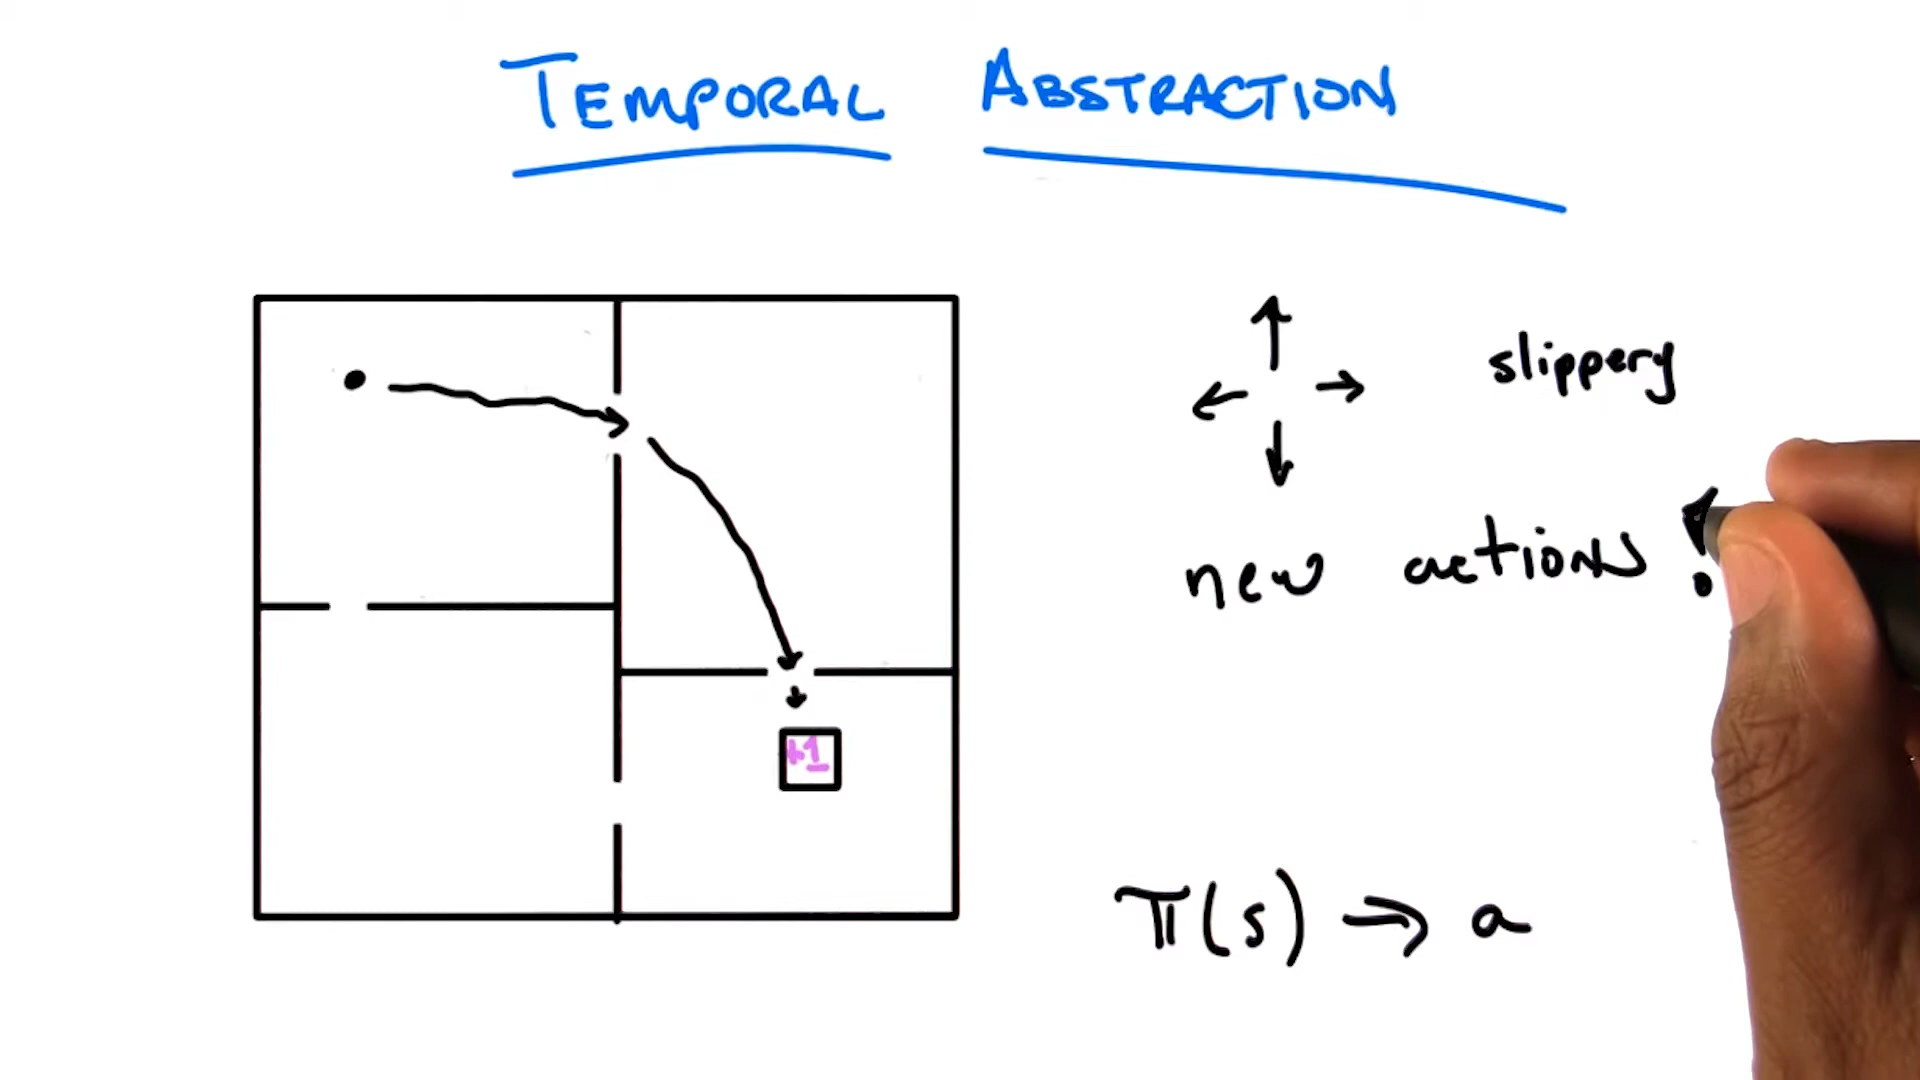 TEMPORAL ABSTRACTION
slippery
new actions !
+1
π(s) → a